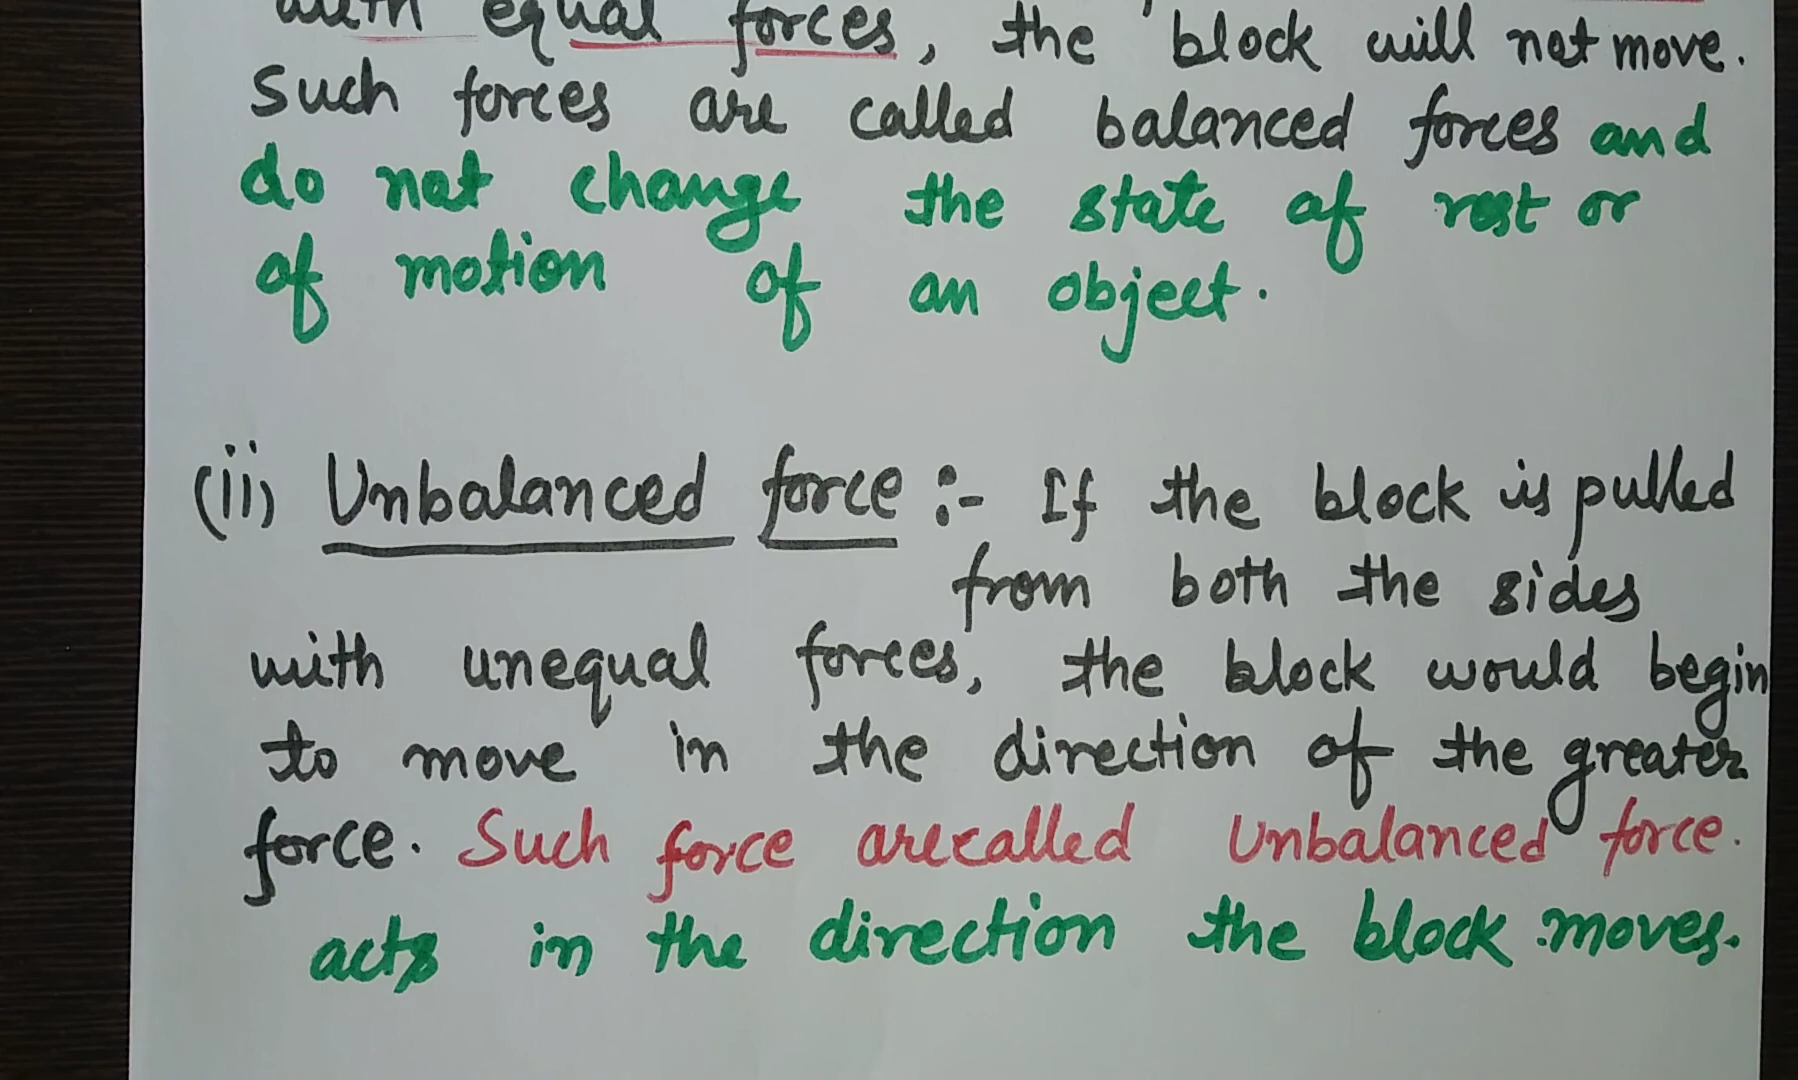 with equal forces, the block will not move.
Such forces are called balanced forces and
do not change the state of rest or
of motion of an object.
(ii) Unbalanced force :- If the block is pulled
from both the sides
with unequal forces, the block would begin
to move in the direction of the greater
force. Such force are called Unbalanced force.
acts in the direction the block moves.